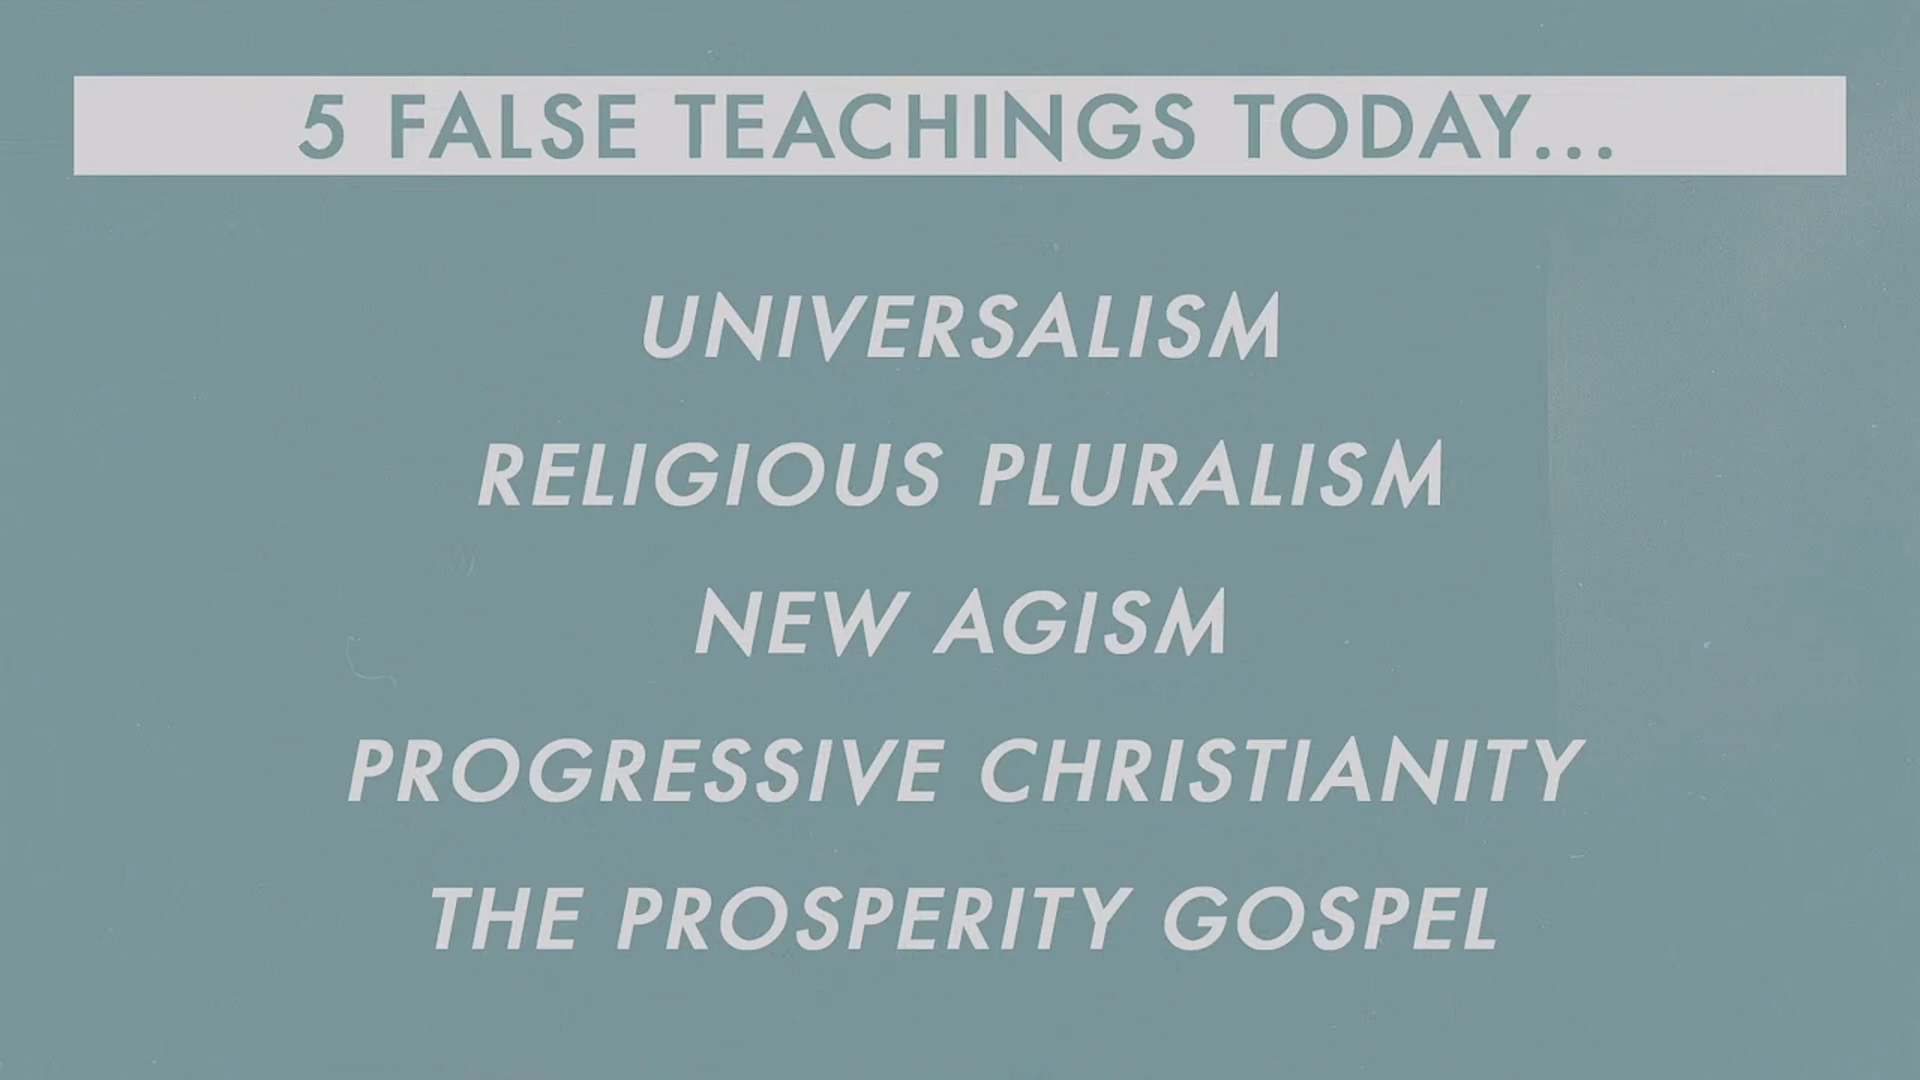 5 FALSE TEACHINGS TODAY...
UNIVERSALISM
RELIGIOUS PLURALISM
NEW AGISM
PROGRESSIVE CHRISTIANITY
THE PROSPERITY GOSPEL